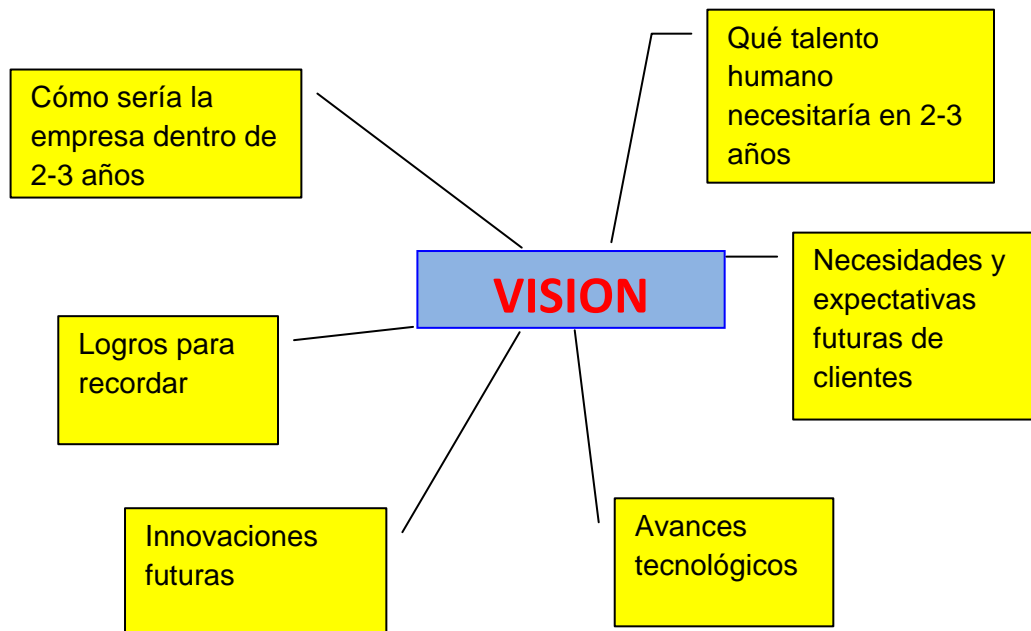 Qué talento
humano
necesitaría en 2-3
años
Cómo sería la
empresa dentro de
2-3 años
VISION
Necesidades y
expectativas
futuras de
clientes
Logros para
recordar
Innovaciones
futuras
Avances
tecnológicos